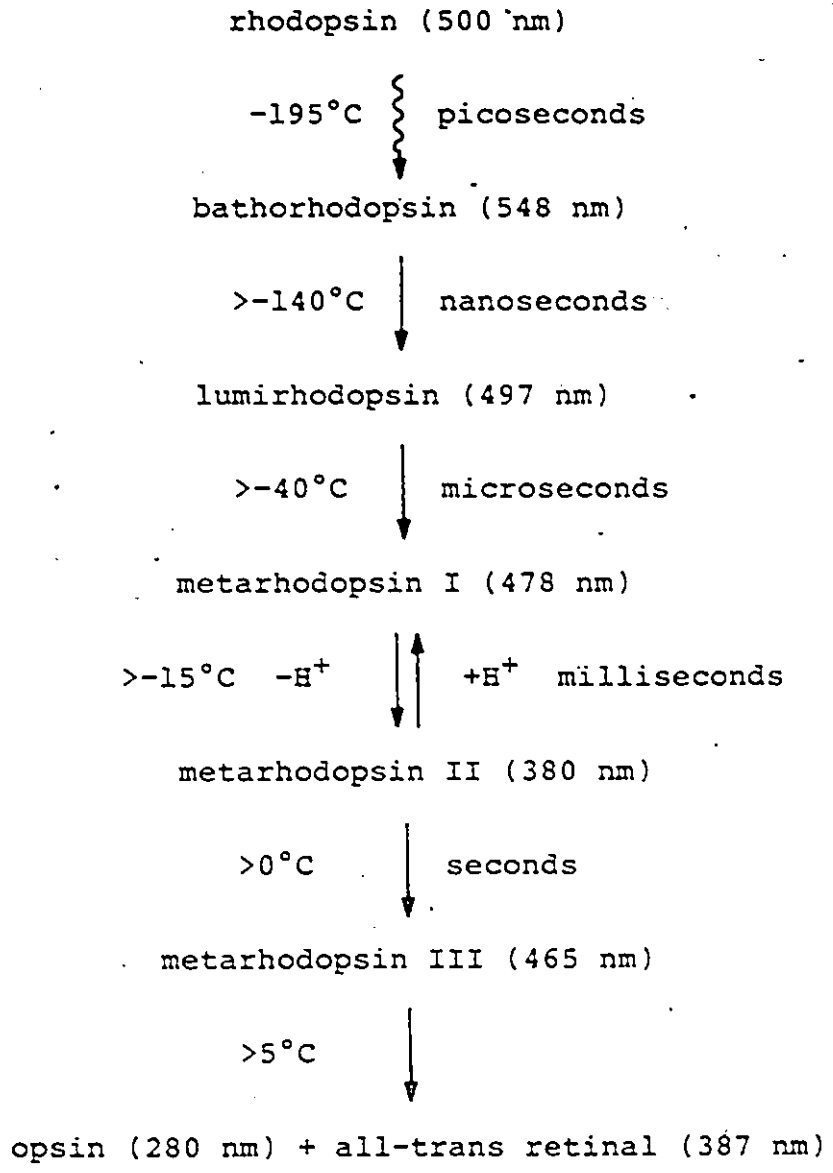 rhodopsin (500 nm)
-195°C picoseconds
bathorhodopsin (548 nm)
>-140°C nanoseconds
lumirhodopsin (497 nm)
>-40°C microseconds
metarhodopsin I (478 nm)
>-15°C -H⁺ +H⁺ milliseconds
metarhodopsin II (380 nm)
>0°C seconds
metarhodopsin III (465 nm)
>5°C
opsin (280 nm) + all-trans retinal (387 nm)